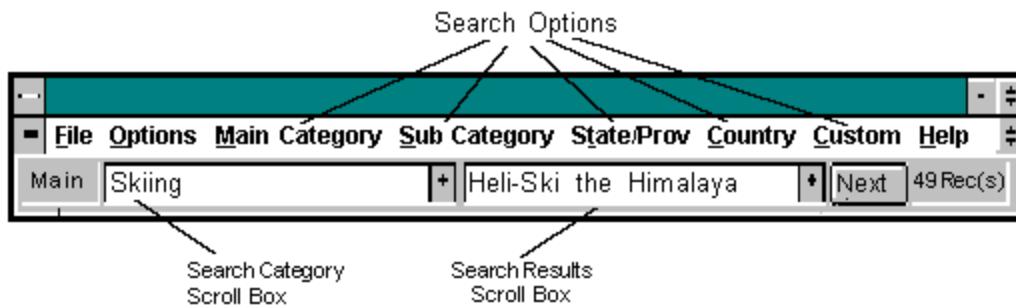 Search Options
File Options Main Category Sub Category State/Prov Country Custom Help
Main Skiing Heli-Ski the Himalaya Next 49 Rec(s)
Search Category Scroll Box
Search Results Scroll Box